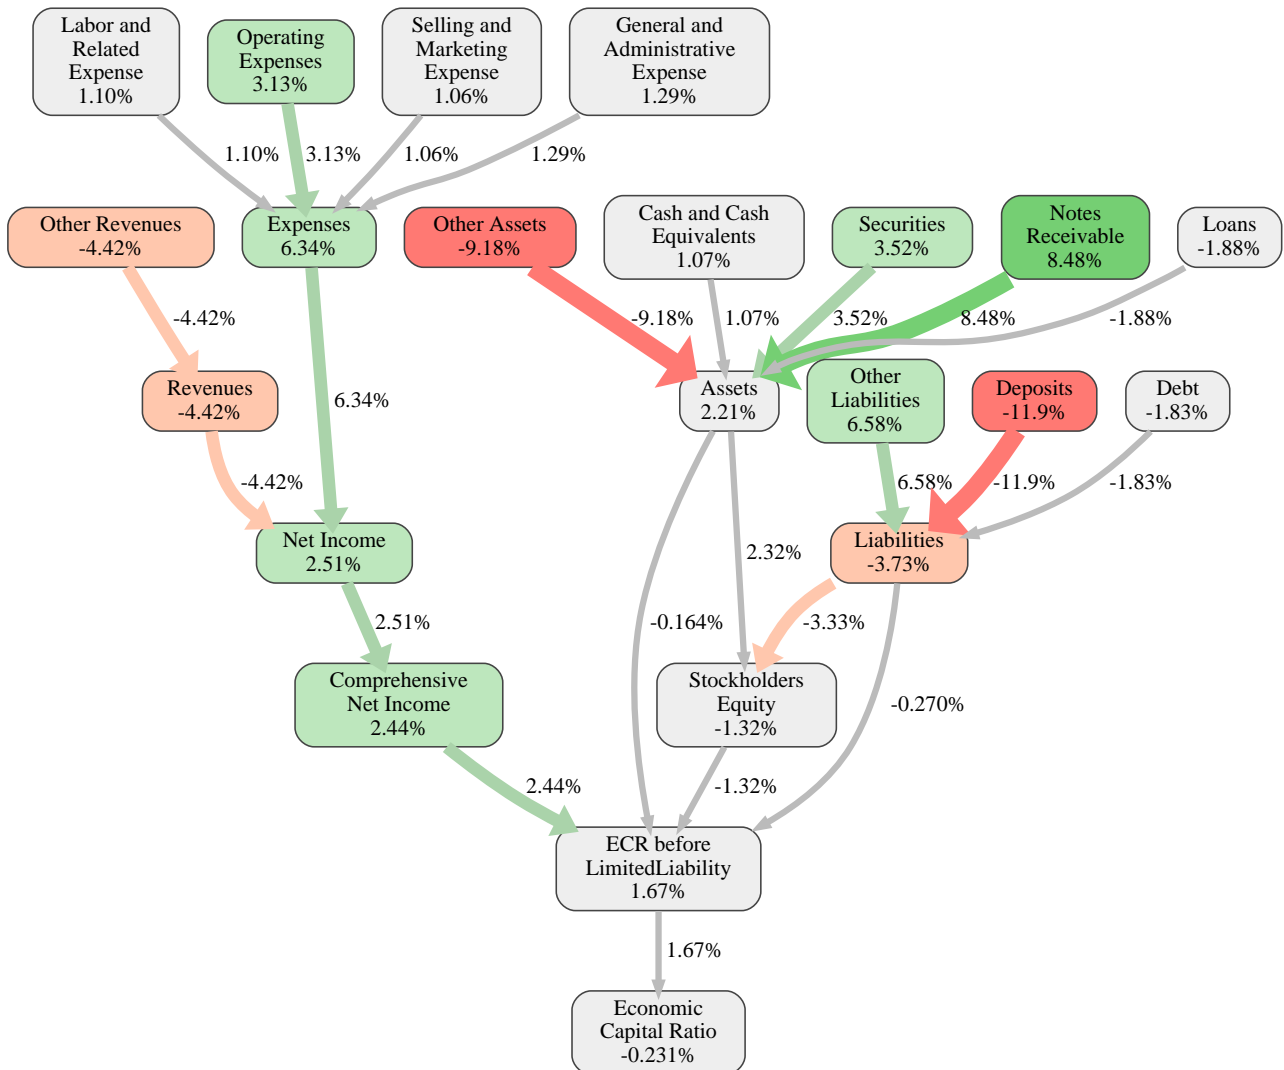 Labor and
Related
Expense
1.10%
Operating
Expenses
3.13%
Selling and
Marketing
Expense
1.06%
General and
Administrative
Expense
1.29%
1.10%
3.13%
1.06%
1.29%
Other Revenues
-4.42%
Expenses
6.34%
Other Assets
-9.18%
Cash and Cash
Equivalents
1.07%
Securities
3.52%
Notes
Receivable
8.48%
Loans
-1.88%
-4.42%
-9.18%
1.07%
3.52%
8.48%
-1.88%
Revenues
-4.42%
6.34%
Assets
2.21%
Other
Liabilities
6.58%
Deposits
-11.9%
Debt
-1.83%
-4.42%
6.58%
-11.9%
-1.83%
Net Income
2.51%
2.32%
Liabilities
-3.73%
2.51%
-0.164%
-3.33%
Comprehensive
Net Income
2.44%
Stockholders
Equity
-1.32%
-0.270%
2.44%
-1.32%
ECR before
LimitedLiability
1.67%
1.67%
Economic
Capital Ratio
-0.231%